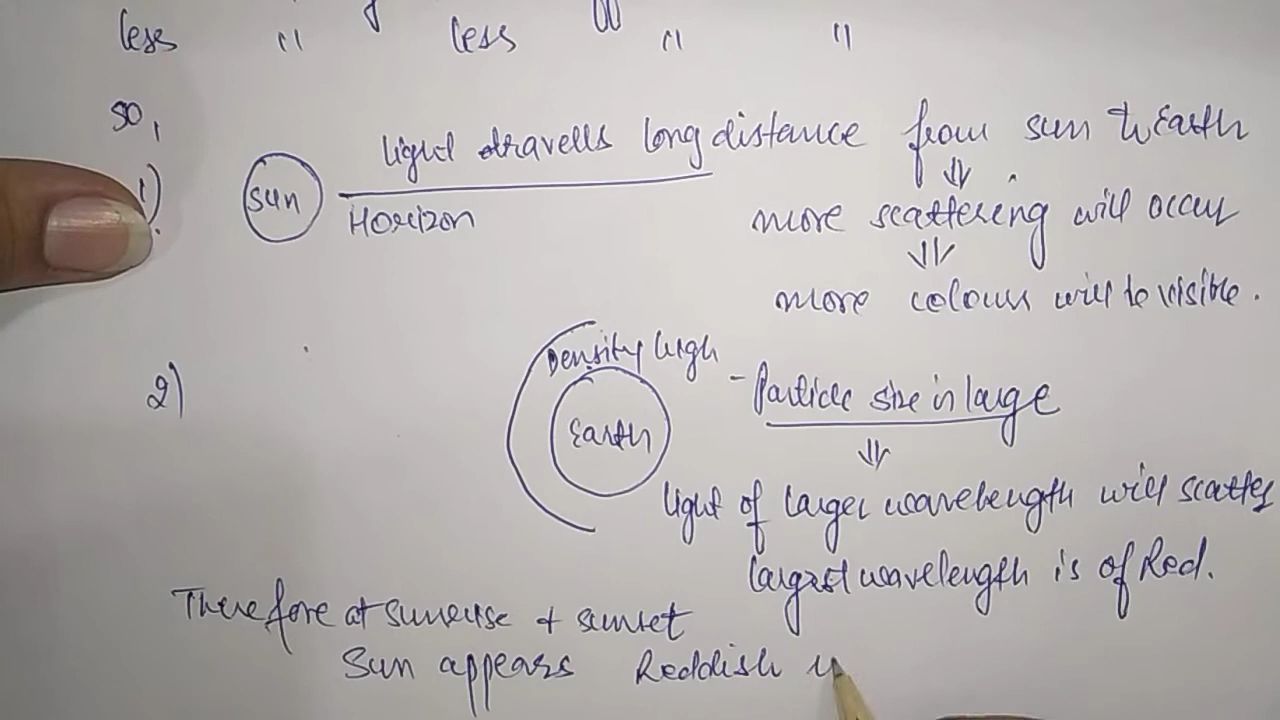 less " less " "
so,
1) Sun light travells long distance from sun to Earth
Horizon
more scattering will occur
more colours will be visible.
2) Density high
Earth
- Particle size is large
light of larger wavelength will scatter
largest wavelength is of Red.
Therefore at sunrise & sunset
Sun appears Reddish